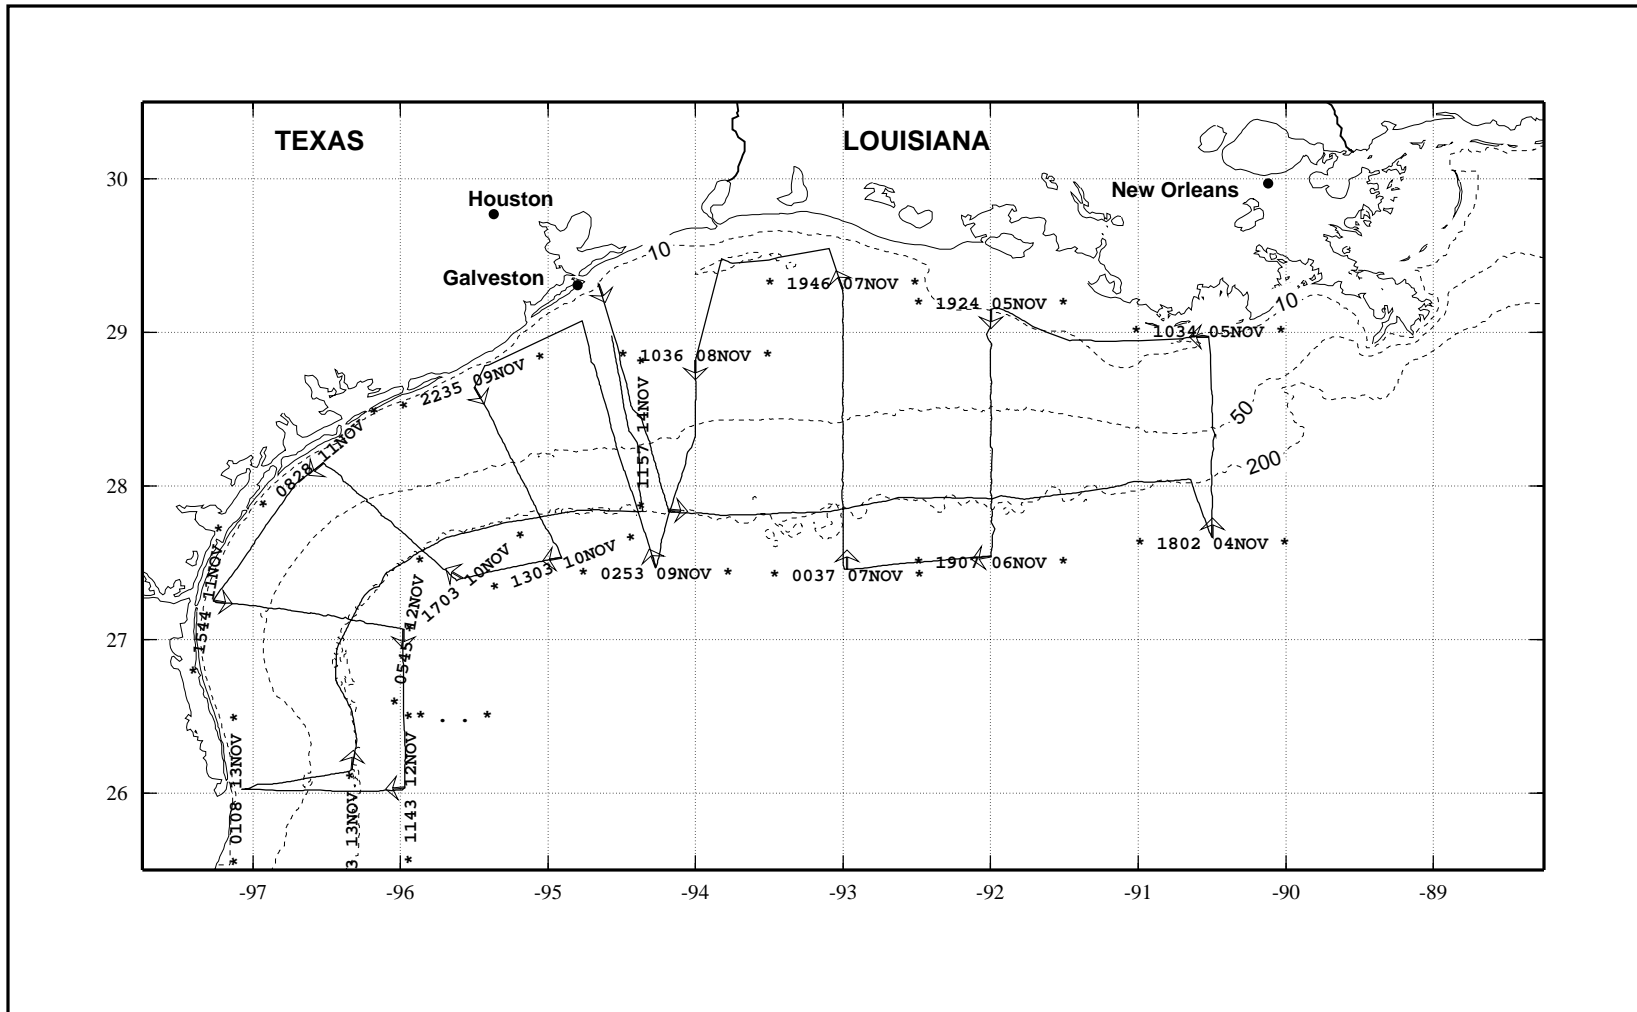 TEXAS
LOUISIANA
30
Houston
New Orleans
10
Galveston
* 1946 07NOV *
* 1924 05NOV *
10
29
* 1034 05NOV *
* 1036 08NOV *
* 2235 09NOV *
* 1157 14NOV *
50
* 0828 11NOV *
200
28
* 1802 04NOV *
* 1703 10NOV *
* 1303 10NOV *
* 0253 09NOV *
* 0037 07NOV *
* 1907 06NOV *
* 1544 11NOV *
* 0545 12NOV *
27
* . . *
* 0108 13NOV *
3 13NOV *
* 1143 12NOV *
26
-97
-96
-95
-94
-93
-92
-91
-90
-89